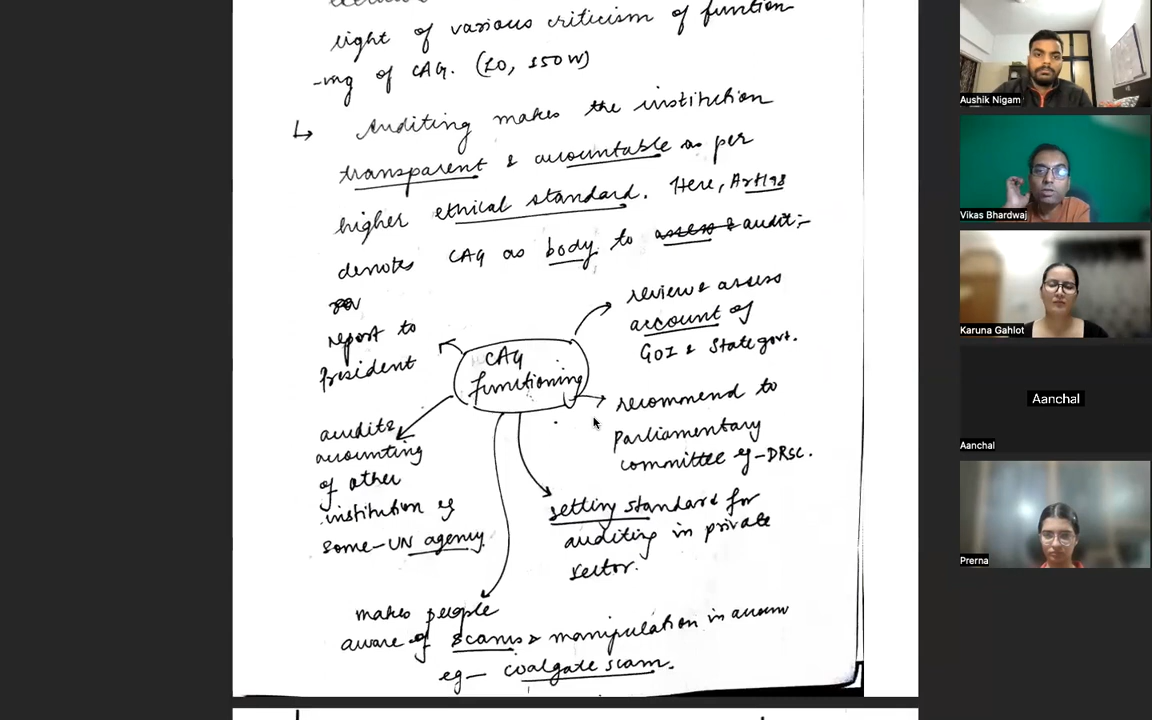 light of various criticism of function
-ing of CAG. (10, 150W)
↳ Auditing makes the institution
transparent & accountable as per
higher ethical standard. Here, Art 148
denotes CAG as body to audit:-
report to
President
CAG
functioning
review & assess
account of
GOI & State govt.
recommend to
parliamentary
committee eg-DRSC.
setting standard for
auditing in private
sector.
audits
accounting
of other
institution eg
some-UN agency
makes people
aware of scams & manipulation in
eg- coalgate scam.
Aushik Nigam
Vikas Bhardwaj
Karuna Gahlot
Aanchal
Aanchal
Prerna